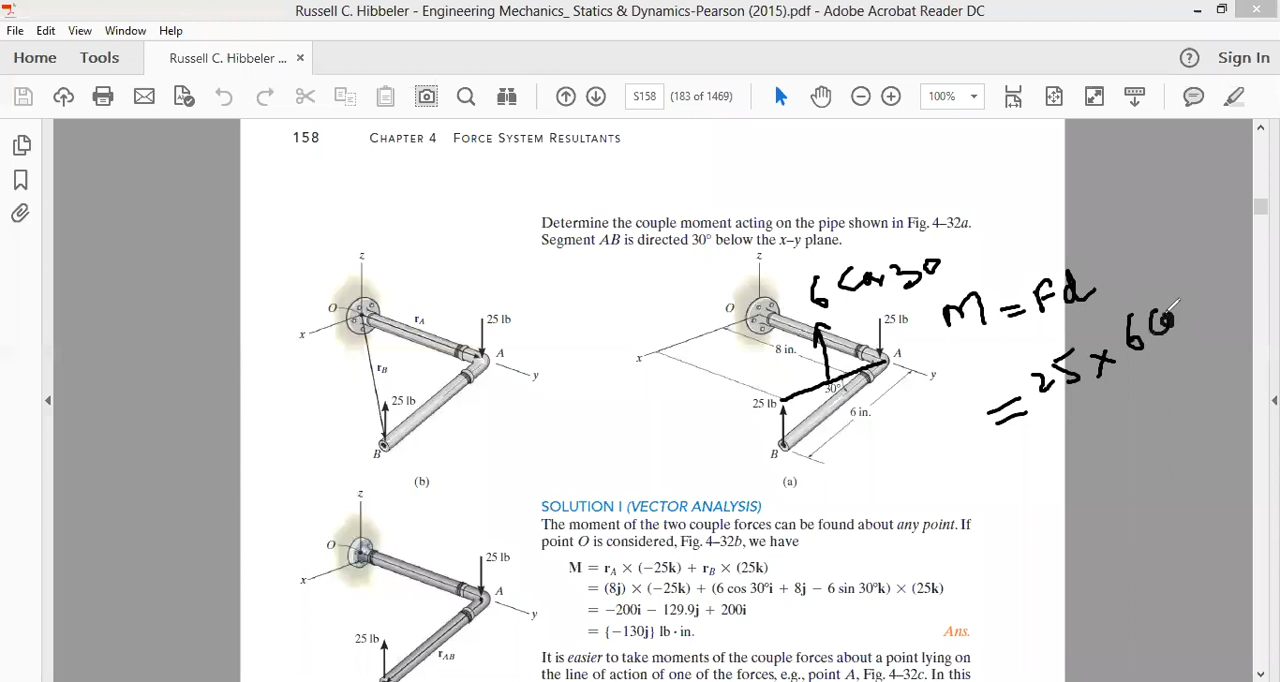 Russell C. Hibbeler - Engineering Mechanics_ Statics & Dynamics-Pearson (2015).pdf - Adobe Acrobat Reader DC
File Edit View Window Help
Home Tools Russell C. Hibbeler ... × Sign In
S158 (183 of 1469) 100%
158 CHAPTER 4 FORCE SYSTEM RESULTANTS
Determine the couple moment acting on the pipe shown in Fig. 4–32a.
Segment AB is directed 30° below the x–y plane.
z
O
x
r_A
25 lb
A
y
r_B
25 lb
B
(b)
z
6 Cos 30
O
x
8 in.
25 lb
A
y
30°
25 lb
6 in.
B
(a)
M = Fd
= 25 × 6 Co
z
O
x
25 lb
A
y
25 lb
r_AB
SOLUTION I (VECTOR ANALYSIS)
The moment of the two couple forces can be found about any point. If
point O is considered, Fig. 4–32b, we have
M = r_A × (−25k) + r_B × (25k)
= (8j) × (−25k) + (6 cos 30°i + 8j − 6 sin 30°k) × (25k)
= −200i − 129.9j + 200i
= {−130j} lb · in. Ans.
It is easier to take moments of the couple forces about a point lying on
the line of action of one of the forces, e.g., point A, Fig. 4–32c. In this